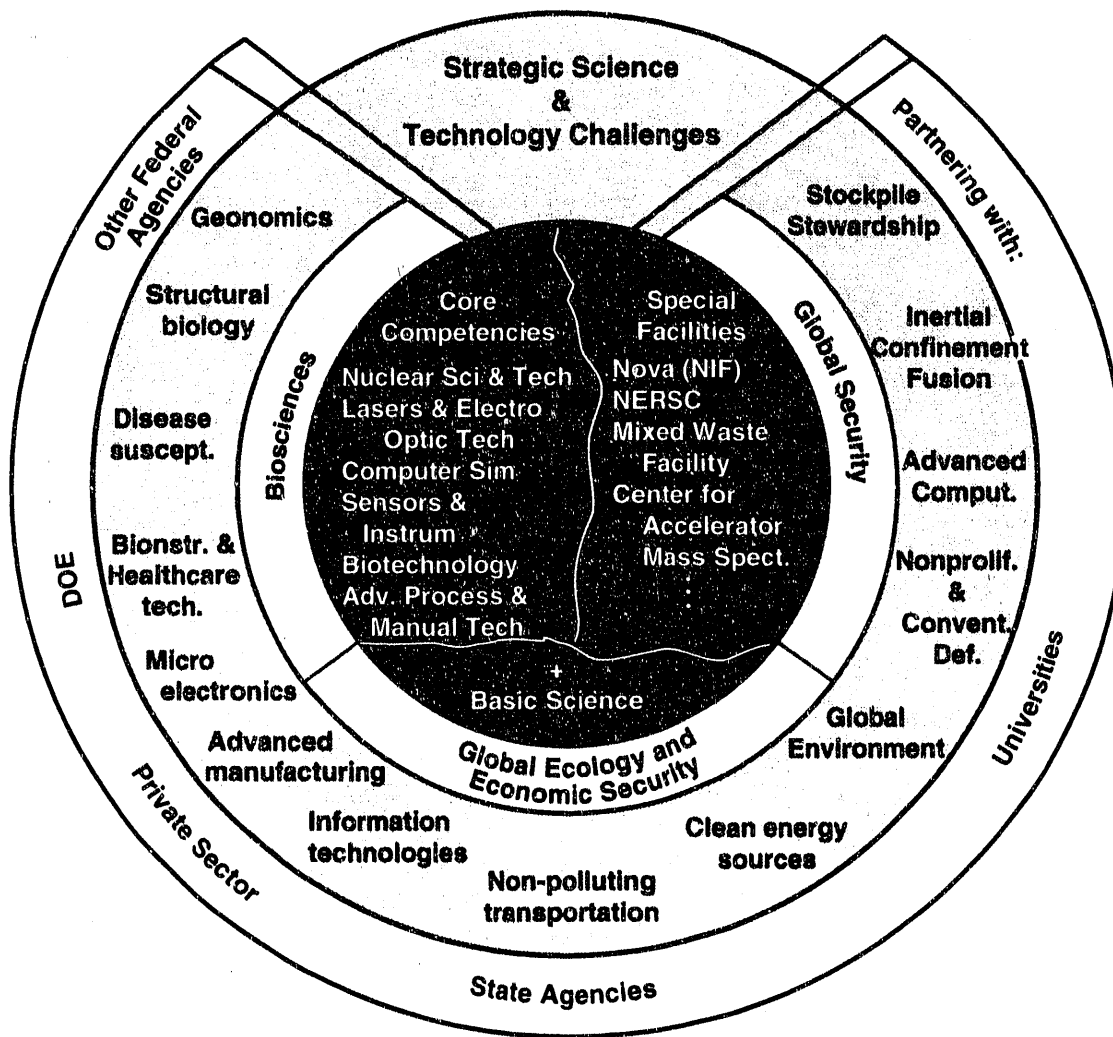 Strategic Science
&
Technology Challenges
Partnering with:
Universities
State Agencies
Private Sector
DOE
Other Federal
Agencies
Stockpile
Stewardship
Inertial
Confinement
Fusion
Advanced
Comput.
Nonprolif.
&
Convent.
Def.
Global
Environment
Clean energy
sources
Non-polluting
transportation
Information
technologies
Advanced
manufacturing
Micro
electronics
Bionstr. &
Healthcare
tech.
Disease
suscept.
Structural
biology
Geonomics
Biosciences
Global Security
Global Ecology and
Economic Security
Core
Competencies
Nuclear Sci & Tech
Lasers & Electro
Optic Tech
Computer Sim
Sensors &
Instrum
Biotechnology
Adv. Process &
Manual Tech
Special
Facilities
Nova (NIF)
NERSC
Mixed Waste
Facility
Center for
Accelerator
Mass Spect.
:
+
Basic Science